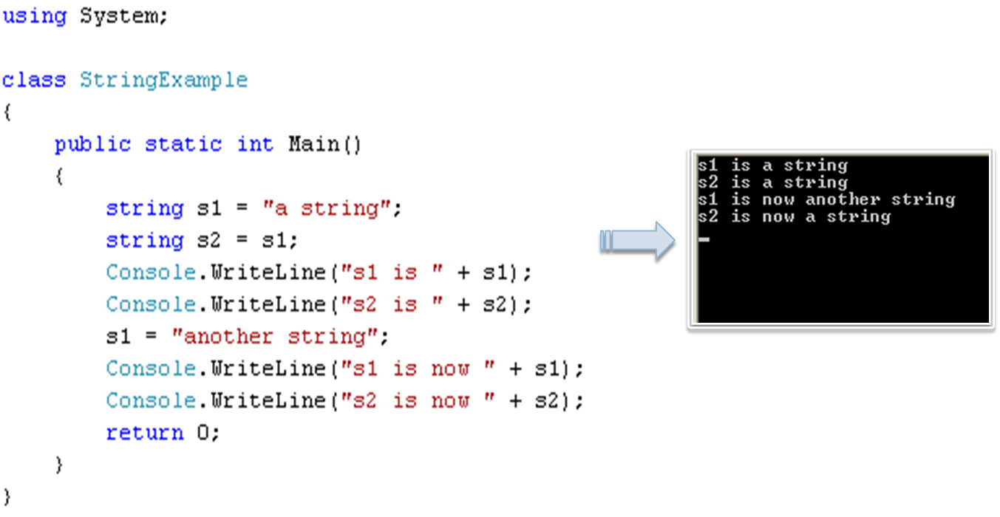 using System;
class StringExample
{
public static int Main()
{
string s1 = "a string";
string s2 = s1;
Console.WriteLine("s1 is " + s1);
Console.WriteLine("s2 is " + s2);
s1 = "another string";
Console.WriteLine("s1 is now " + s1);
Console.WriteLine("s2 is now " + s2);
return 0;
}
}
s1 is a string
s2 is a string
s1 is now another string
s2 is now a string